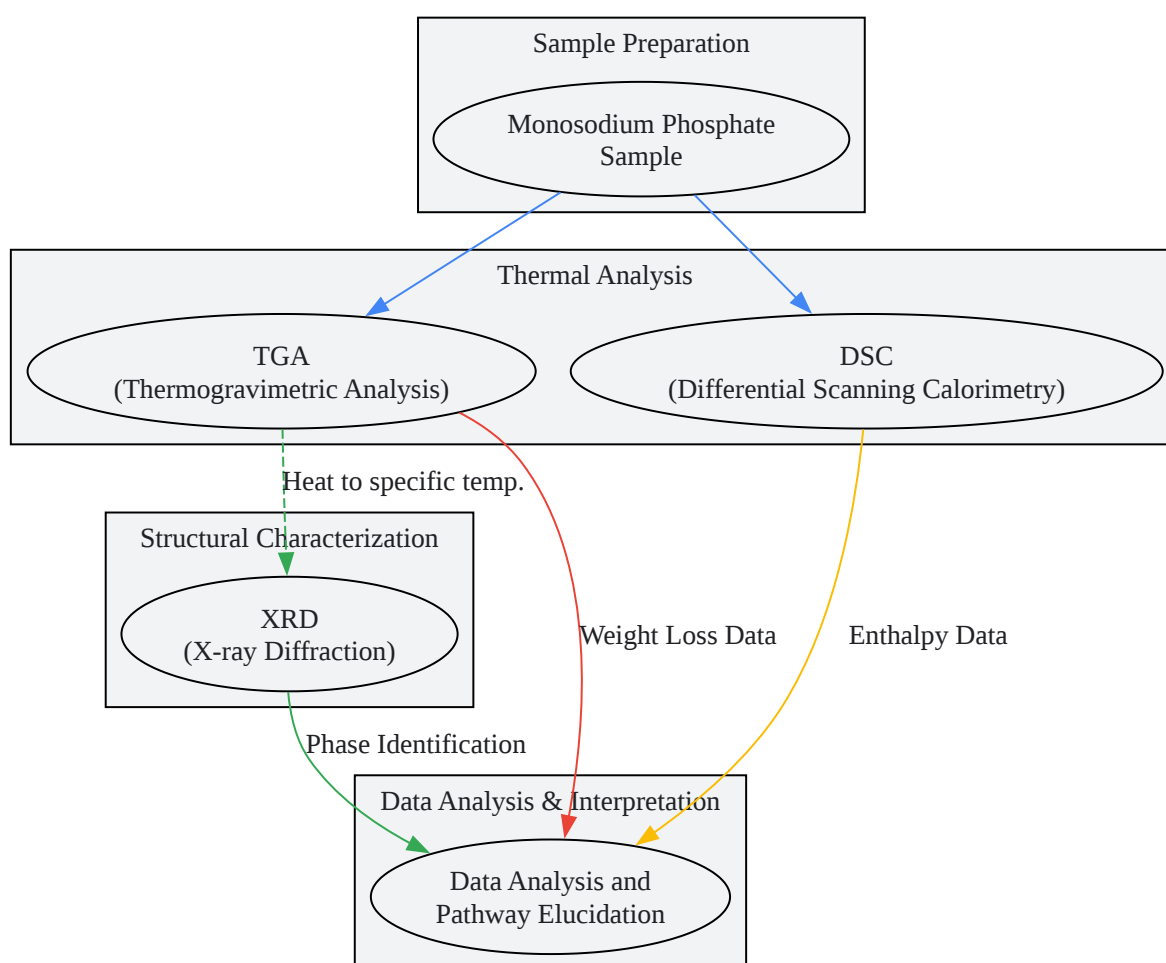 Sample Preparation
Monosodium Phosphate
Sample
Thermal Analysis
TGA
(Thermogravimetric Analysis)
DSC
(Differential Scanning Calorimetry)
Heat to specific temp.
Structural Characterization
XRD
(X-ray Diffraction)
Weight Loss Data
Enthalpy Data
Phase Identification
Data Analysis & Interpretation
Data Analysis and
Pathway Elucidation